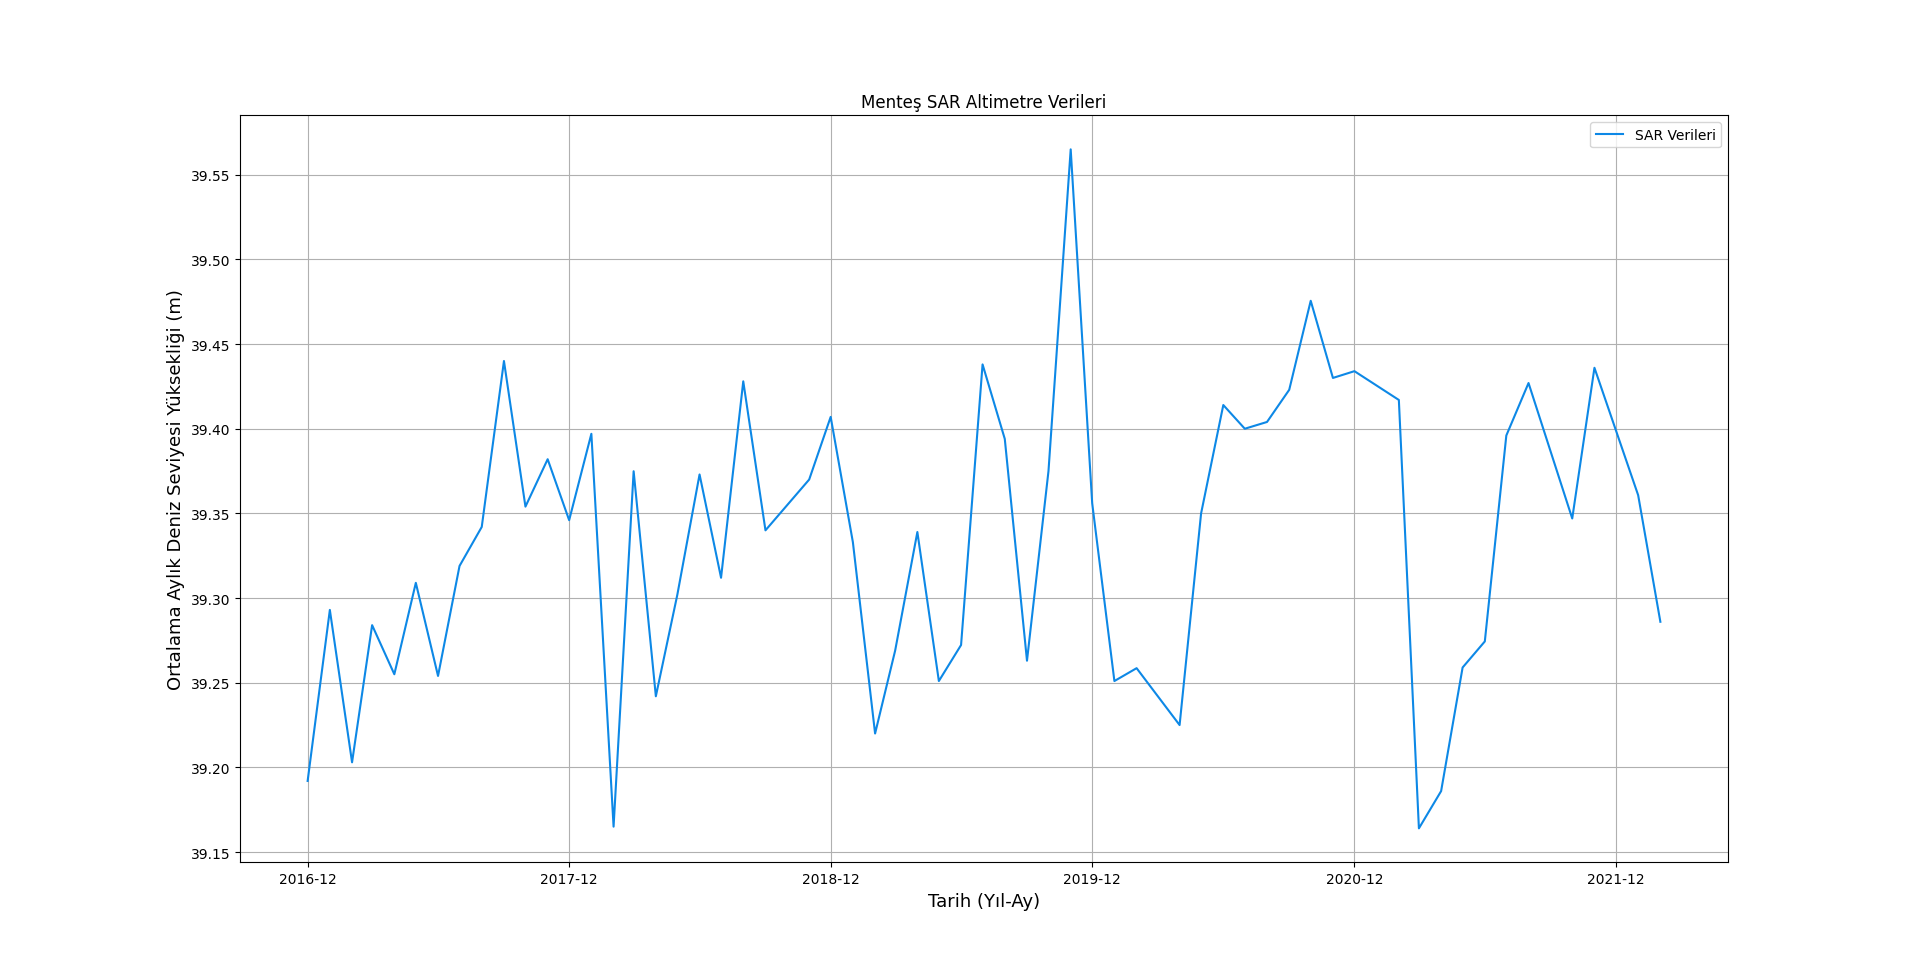 Menteş SAR Altimetre Verileri
SAR Verileri
Ortalama Aylık Deniz Seviyesi Yüksekliği (m)
39.55
39.50
39.45
39.40
39.35
39.30
39.25
39.20
39.15
2016-12 2017-12 2018-12 2019-12 2020-12 2021-12
Tarih (Yıl-Ay)